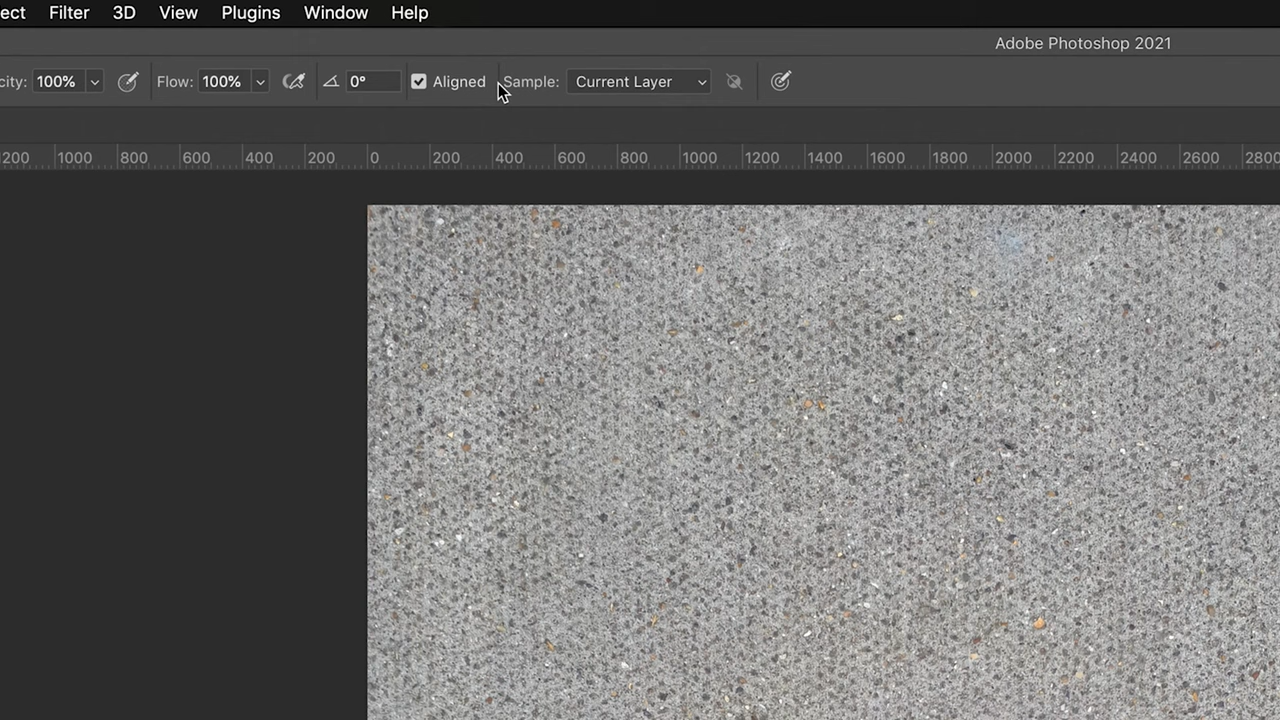 ect Filter 3D View Plugins Window Help
Adobe Photoshop 2021
city: 100% Flow: 100% 0° Aligned Sample: Current Layer
200 1000 800 600 400 200 0 200 400 600 800 1000 1200 1400 1600 1800 2000 2200 2400 2600 2800